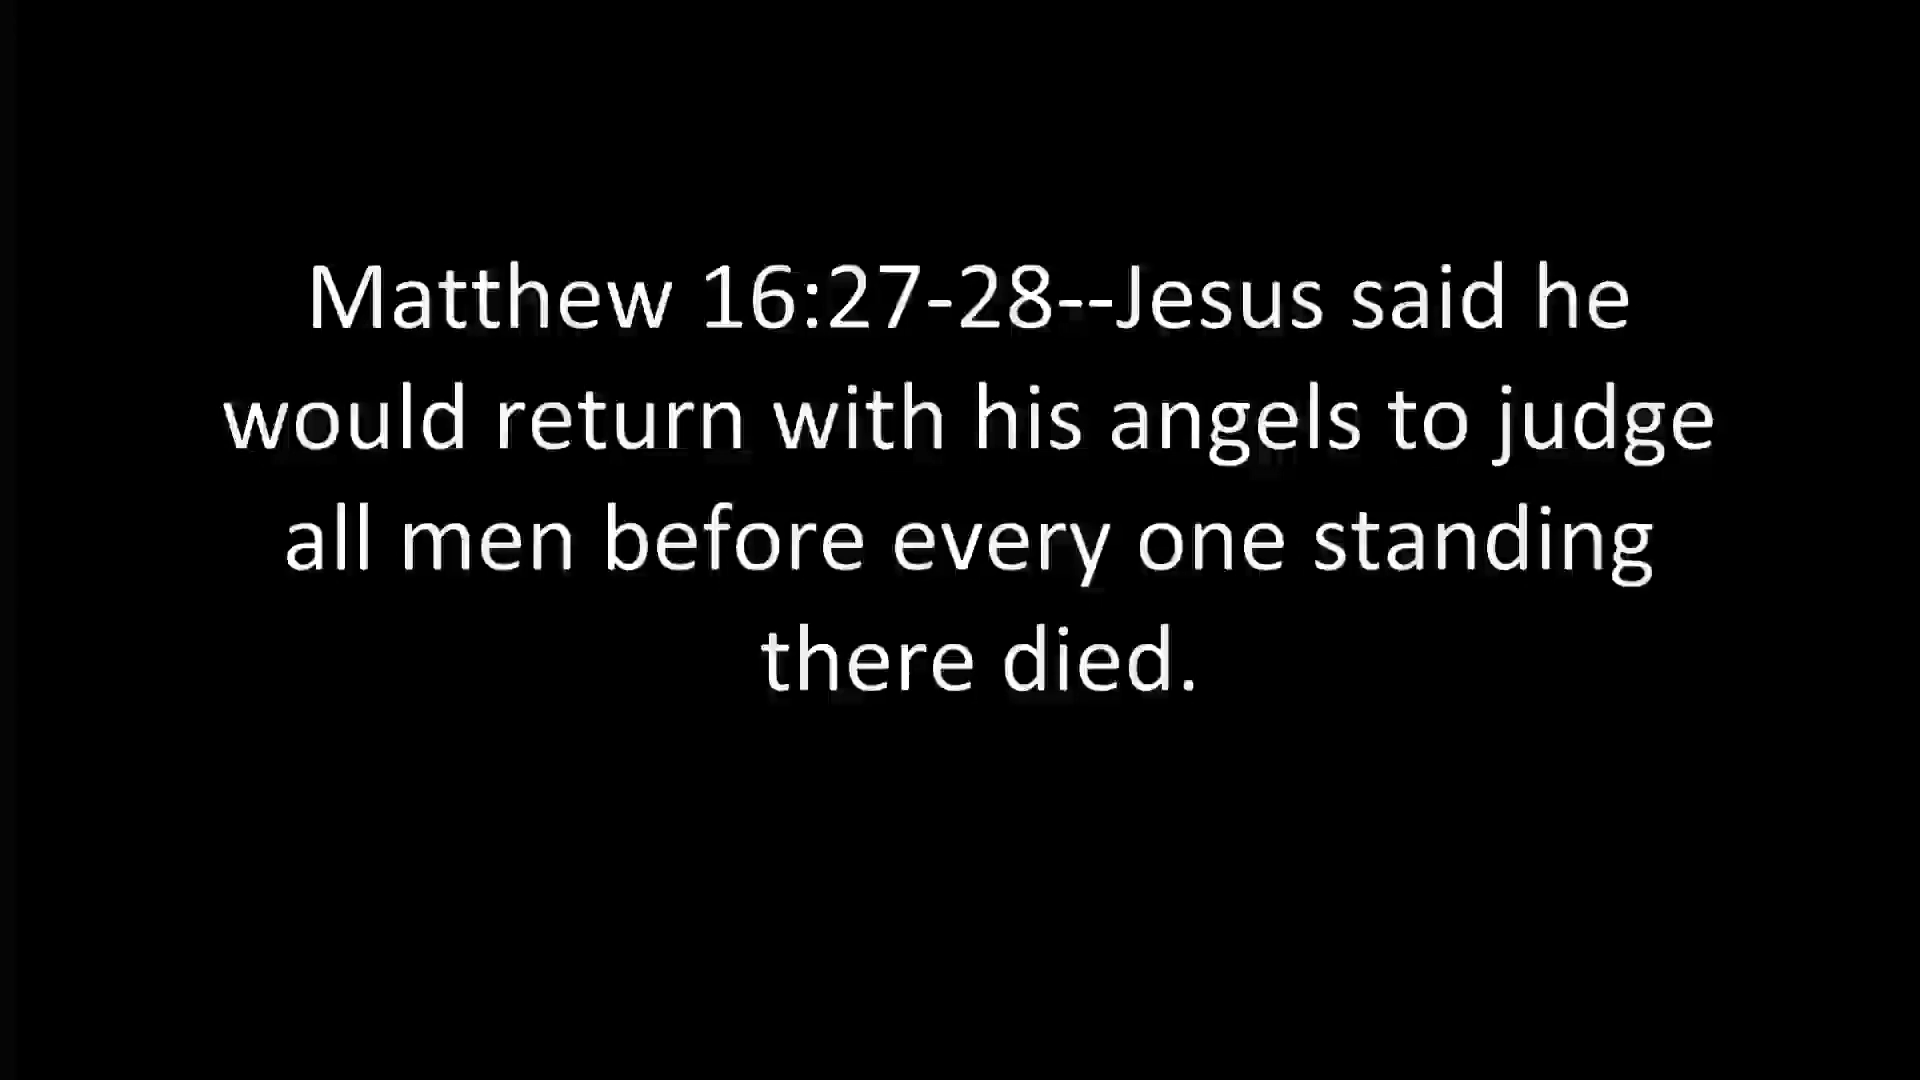 Matthew 16:27-28--Jesus said he
would return with his angels to judge
all men before every one standing
there died.